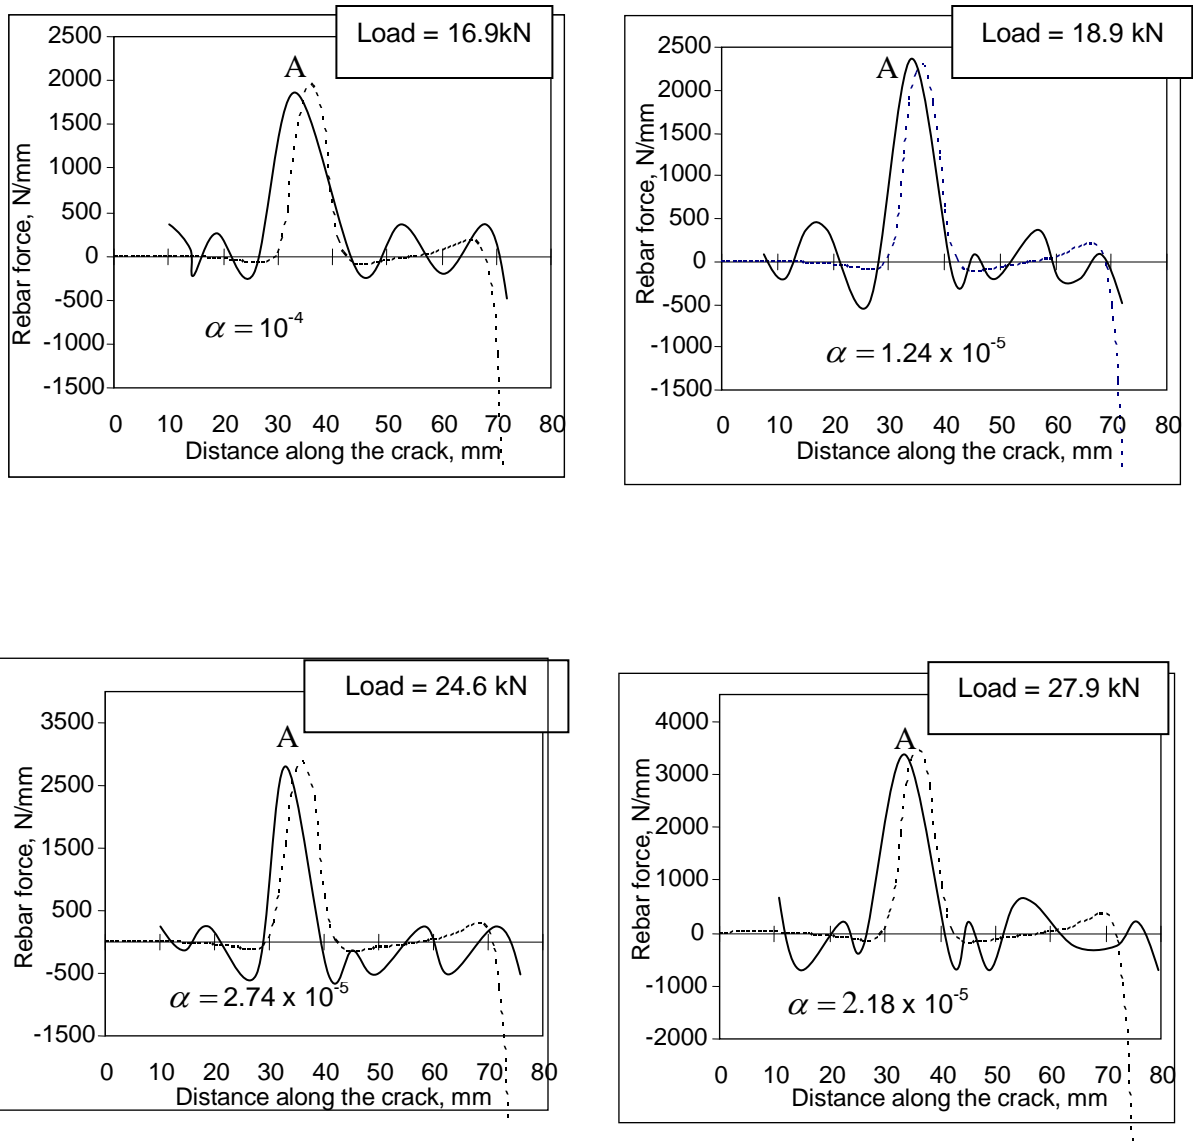 Load = 16.9kN
2500
2000
1500
1000
500
0
-500
-1000
-1500
A
α = 10-4
Rebar force, N/mm
0 10 20 30 40 50 60 70 80
Distance along the crack, mm
Load = 18.9 kN
2500
2000
1500
1000
500
0
-500
-1000
-1500
A
α = 1.24 x 10-5
Rebar force, N/mm
0 10 20 30 40 50 60 70 80
Distance along the crack, mm
Load = 24.6 kN
3500
2500
1500
500
-500
-1500
A
α = 2.74 x 10-5
Rebar force, N/mm
0 10 20 30 40 50 60 70 80
Distance along the crack, mm
Load = 27.9 kN
4000
3000
2000
1000
0
-1000
-2000
A
α = 2.18 x 10-5
Rebar force, N/mm
0 10 20 30 40 50 60 70 80
Distance along the crack, mm